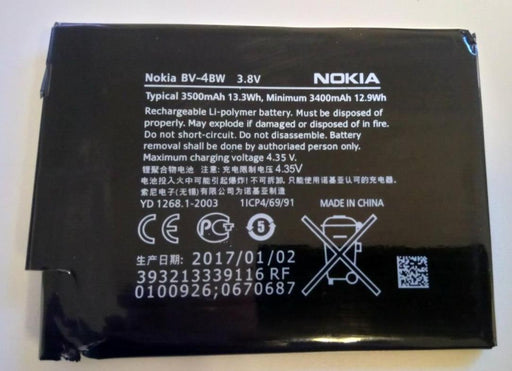 Nokia BV-4BW 3.8V NOKIA
Typical 3500mAh 13.3Wh, Minimum 3400mAh 12.9Wh
Rechargeable Li-polymer battery. Must be disposed of
properly. May explode if damaged or disposed of in fire.
Do not short-circuit. Do not disassemble. Battery
removal shall be done by authoriaed person only.
Maximum charging voltage 4.35 V.
锂聚合物电池 注意: 充电限制电压4.35V
电池投入火中可能引起爆炸! 充电时, 只能使用诺基亚认可的充电器。
索尼电子(无锡)有限公司为诺基亚制造
YD 1268.1-2003 1ICP4/69/91 MADE IN CHINA
CE PC 5
生产日期: 2017/01/02
393213339116 RF
0100926;0670687